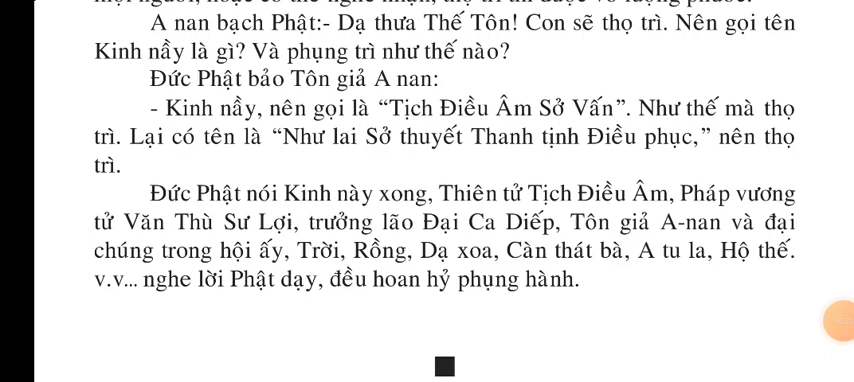 A nan bạch Phật:- Dạ thưa Thế Tôn! Con sẽ thọ trì. Nên gọi tên
Kinh nầy là gì? Và phụng trì như thế nào?
Đức Phật bảo Tôn giả A nan:
- Kinh nầy, nên gọi là “Tịch Điều Âm Sở Vấn”. Như thế mà thọ
trì. Lại có tên là “Như lai Sở thuyết Thanh tịnh Điều phục,” nên thọ
trì.
Đức Phật nói Kinh này xong, Thiên tử Tịch Điều Âm, Pháp vương
tử Văn Thù Sư Lợi, trưởng lão Đại Ca Diếp, Tôn giả A-nan và đại
chúng trong hội ấy, Trời, Rồng, Dạ xoa, Càn thát bà, A tu la, Hộ thế.
v.v... nghe lời Phật dạy, đều hoan hỷ phụng hành.